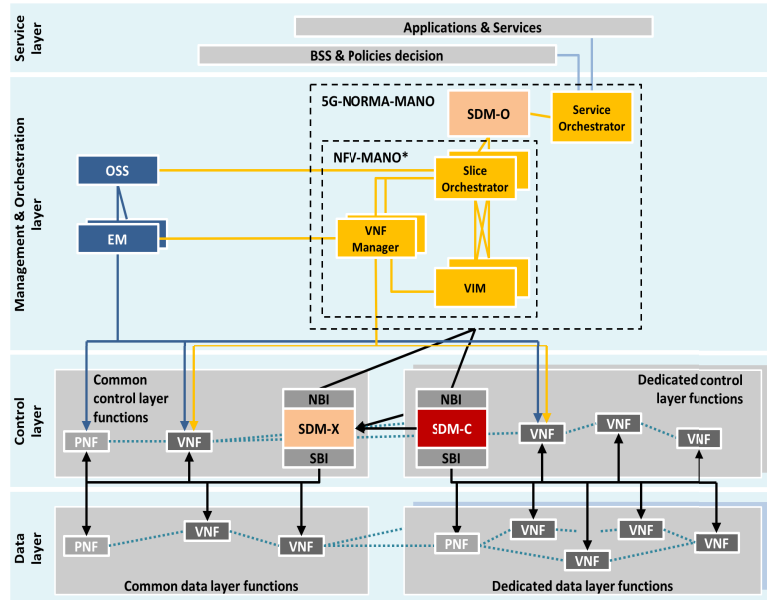 Service
layer
Applications & Services
BSS & Policies decision
Management & Orchestration
layer
5G-NORMA-MANO
SDM-O
Service
Orchestrator
NFV-MANO*
OSS
Slice
Orchestrator
EM
VNF
Manager
VIM
Control
layer
Common
control layer
functions
Dedicated control
layer functions
NBI
SDM-X
SBI
NBI
SDM-C
SBI
PNF
VNF
VNF
VNF
VNF
Data
layer
PNF
VNF
VNF
PNF
VNF
VNF
VNF
VNF
Common data layer functions
Dedicated data layer functions